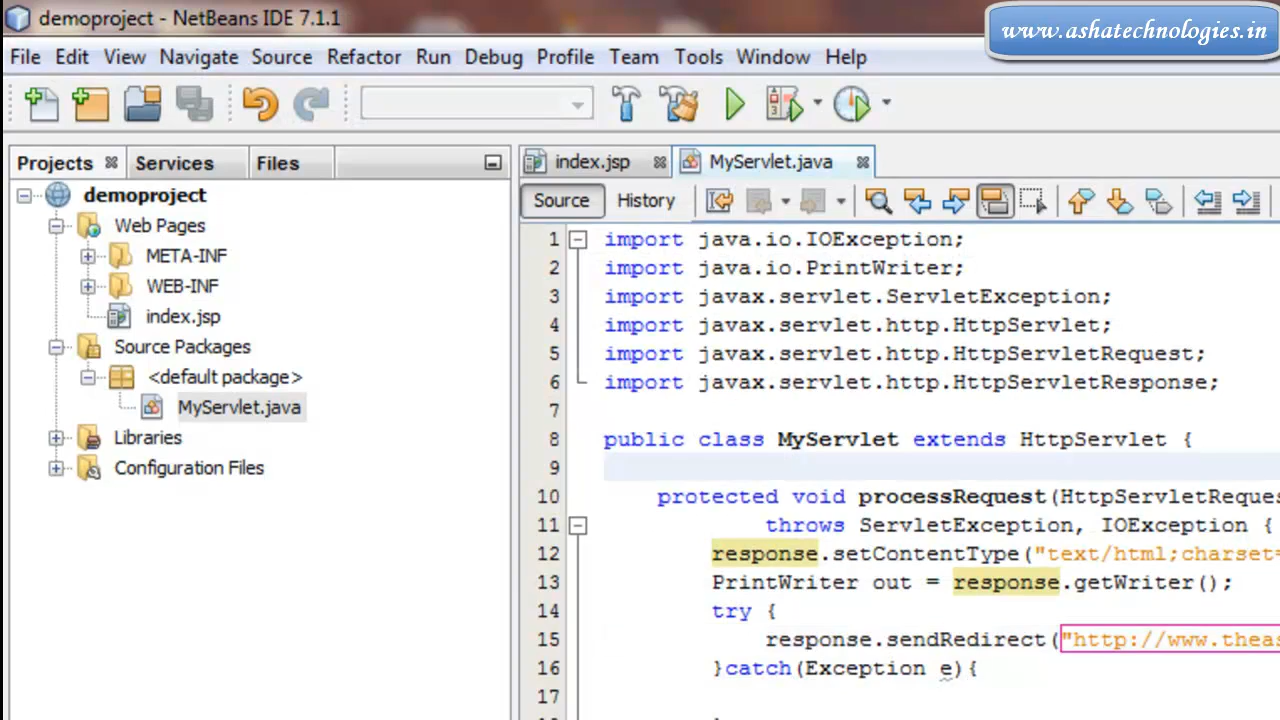 demoproject - NetBeans IDE 7.1.1
www.ashatechnologies.in
File Edit View Navigate Source Refactor Run Debug Profile Team Tools Window Help
Projects Services Files
index.jsp MyServlet.java
Source History
demoproject
Web Pages
META-INF
WEB-INF
index.jsp
Source Packages
<default package>
MyServlet.java
Libraries
Configuration Files
1 import java.io.IOException;
2 import java.io.PrintWriter;
3 import javax.servlet.ServletException;
4 import javax.servlet.http.HttpServlet;
5 import javax.servlet.http.HttpServletRequest;
6 import javax.servlet.http.HttpServletResponse;
7
8 public class MyServlet extends HttpServlet {
9
10 protected void processRequest(HttpServletReques
11 throws ServletException, IOException {
12 response.setContentType("text/html;charset=
13 PrintWriter out = response.getWriter();
14 try {
15 response.sendRedirect("http://www.theas
16 }catch(Exception e){
17